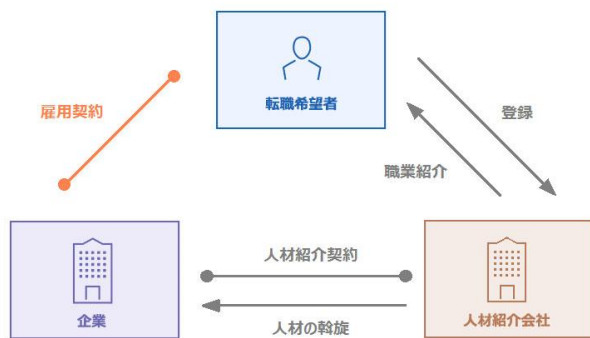 転職希望者
雇用契約
登録
職業紹介
人材紹介契約
企業
人材紹介会社
人材の斡旋